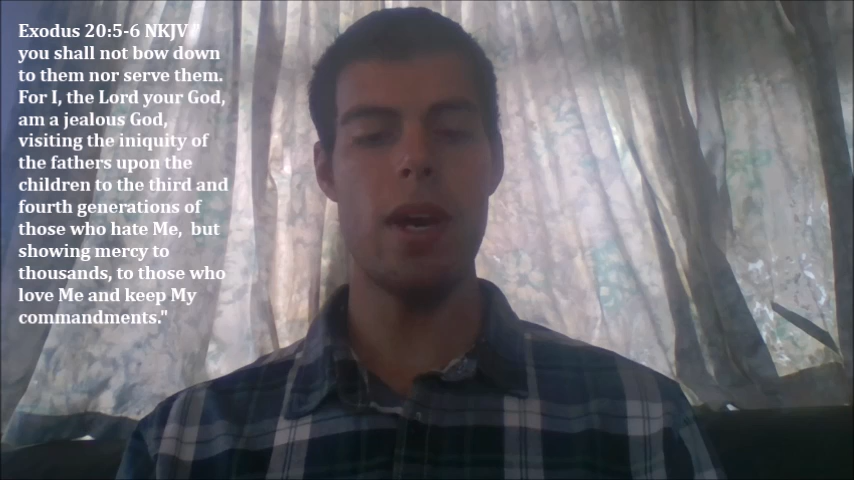 Exodus 20:5-6 NKJV "
you shall not bow down
to them nor serve them.
For I, the Lord your God,
am a jealous God,
visiting the iniquity of
the fathers upon the
children to the third and
fourth generations of
those who hate Me,  but
showing mercy to
thousands, to those who
love Me and keep My
commandments."